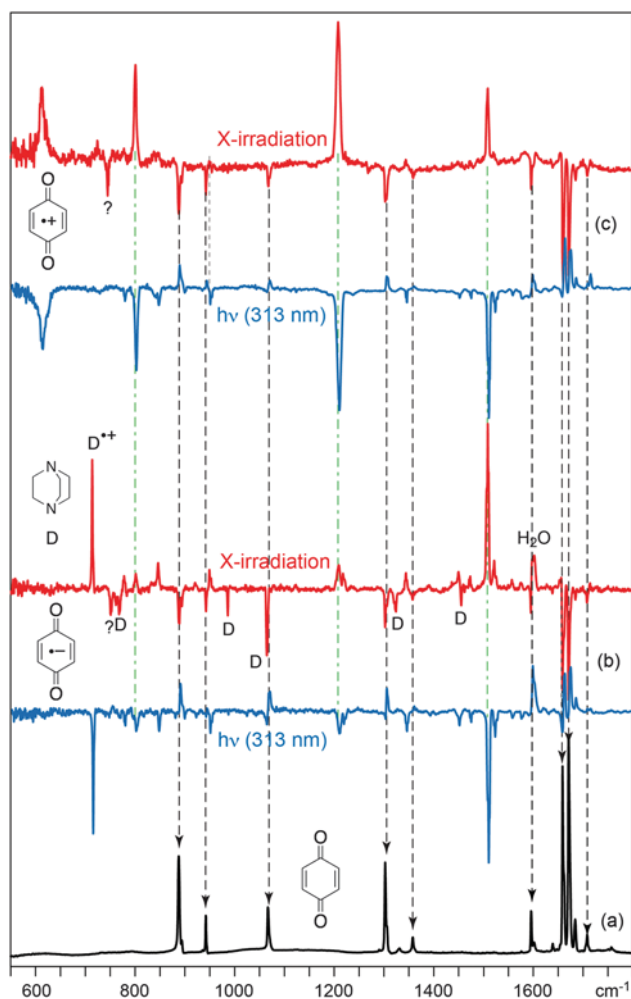 X-irradiation
O
•+
O
?
(c)
hν (313 nm)
D•+
N
N
D
X-irradiation
H2O
O
•−
O
?
D
D
D
D
D
(b)
hν (313 nm)
O
O
(a)
600
800
1000
1200
1400
1600
cm-1